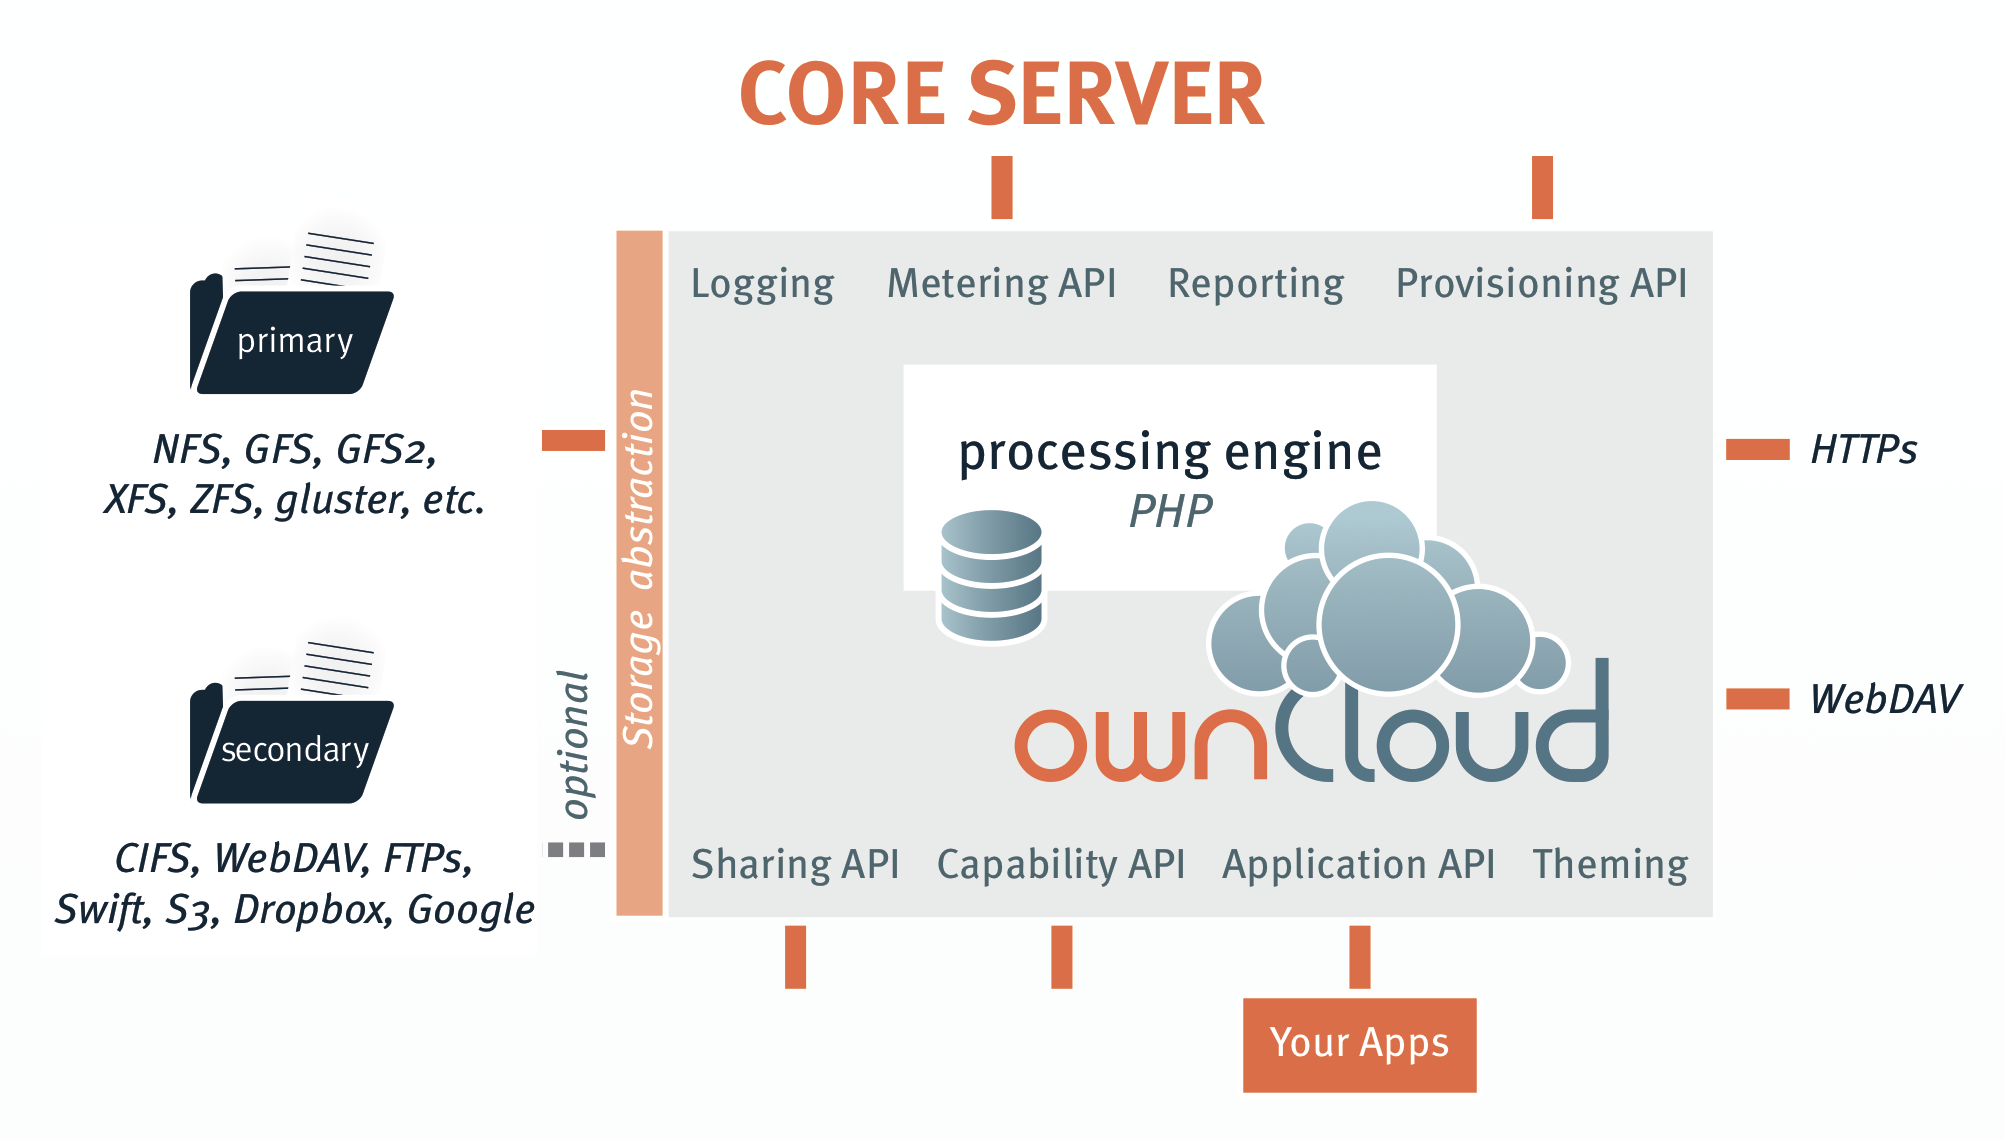 CORE SERVER
primary
NFS, GFS, GFS2,
XFS, ZFS, gluster, etc.
secondary
CIFS, WebDAV, FTPs,
Swift, S3, Dropbox, Google
optional
Storage abstraction
Logging Metering API Reporting Provisioning API
processing engine
PHP
ownCloud
Sharing API Capability API Application API Theming
HTTPs
WebDAV
Your Apps